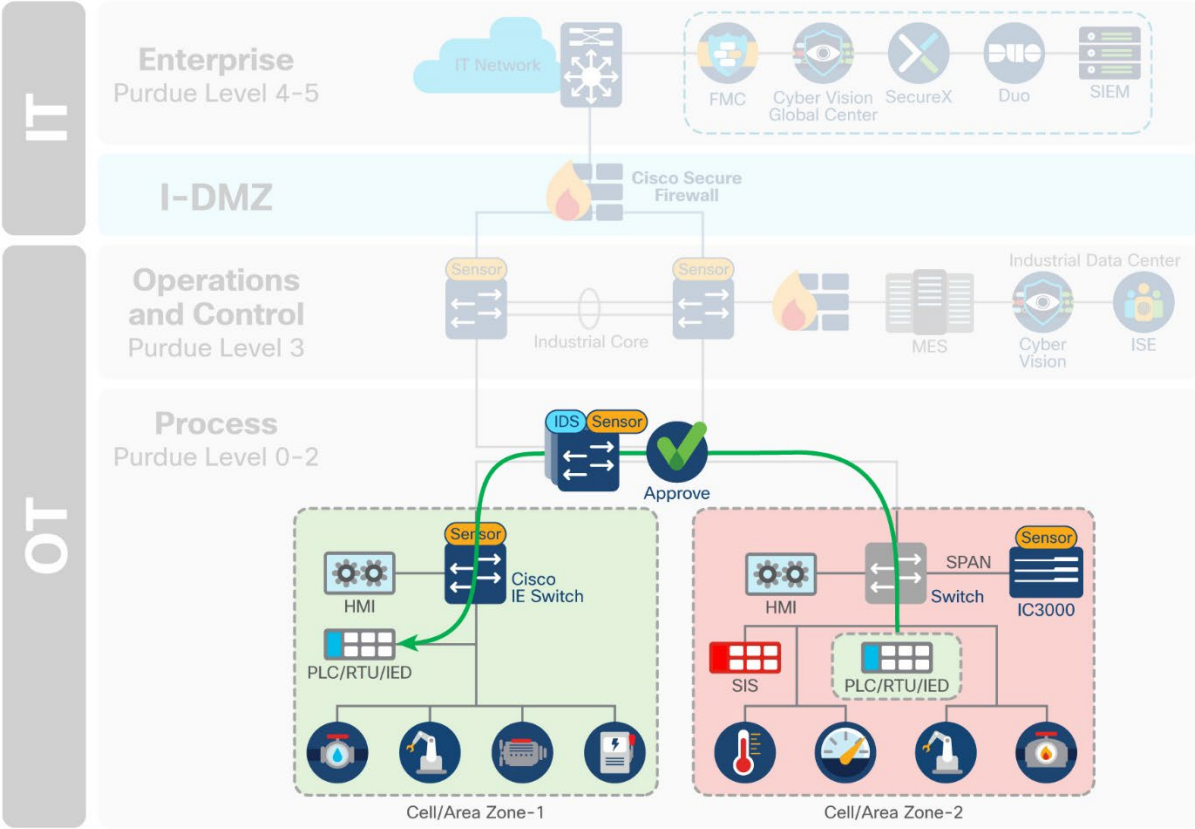 IT
Enterprise
Purdue Level 4-5
IT Network
FMC
Cyber Vision
Global Center
SecureX
DUO
Duo
SIEM
I-DMZ
Cisco Secure
Firewall
OT
Operations
and Control
Purdue Level 3
Sensor
Sensor
Industrial Core
Industrial Data Center
MES
Cyber
Vision
ISE
Process
Purdue Level 0-2
IDS
Sensor
Approve
Sensor
HMI
Cisco
IE Switch
PLC/RTU/IED
Cell/Area Zone-1
HMI
Switch
SPAN
Sensor
IC3000
SIS
PLC/RTU/IED
Cell/Area Zone-2